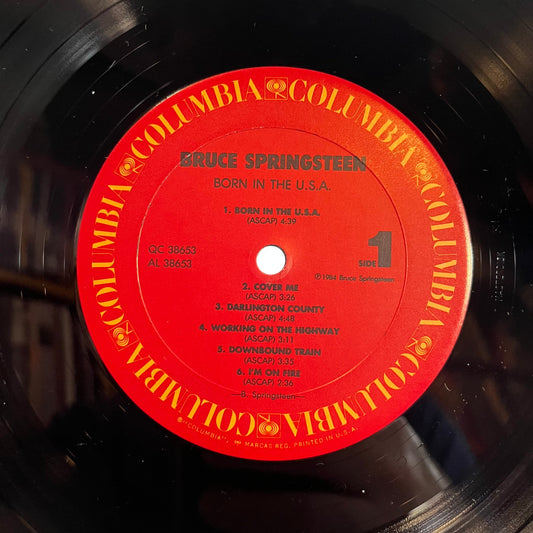 COLUMBIA COLUMBIA COLUMBIA COLUMBIA COLUMBIA COLUMBIA
BRUCE SPRINGSTEEN
BORN IN THE U.S.A.
1. BORN IN THE U.S.A.
(ASCAP) 4:39
QC 38653
AL 38653
SIDE 1
℗1984 Bruce Springsteen
2. COVER ME
(ASCAP) 3:26
3. DARLINGTON COUNTY
(ASCAP) 4:48
4. WORKING ON THE HIGHWAY
(ASCAP) 3:11
5. DOWNBOUND TRAIN
(ASCAP) 3:35
6. I'M ON FIRE
(ASCAP) 2:36
—B. Springsteen—
®"COLUMBIA", MARCAS REG. PRINTED IN U.S.A.